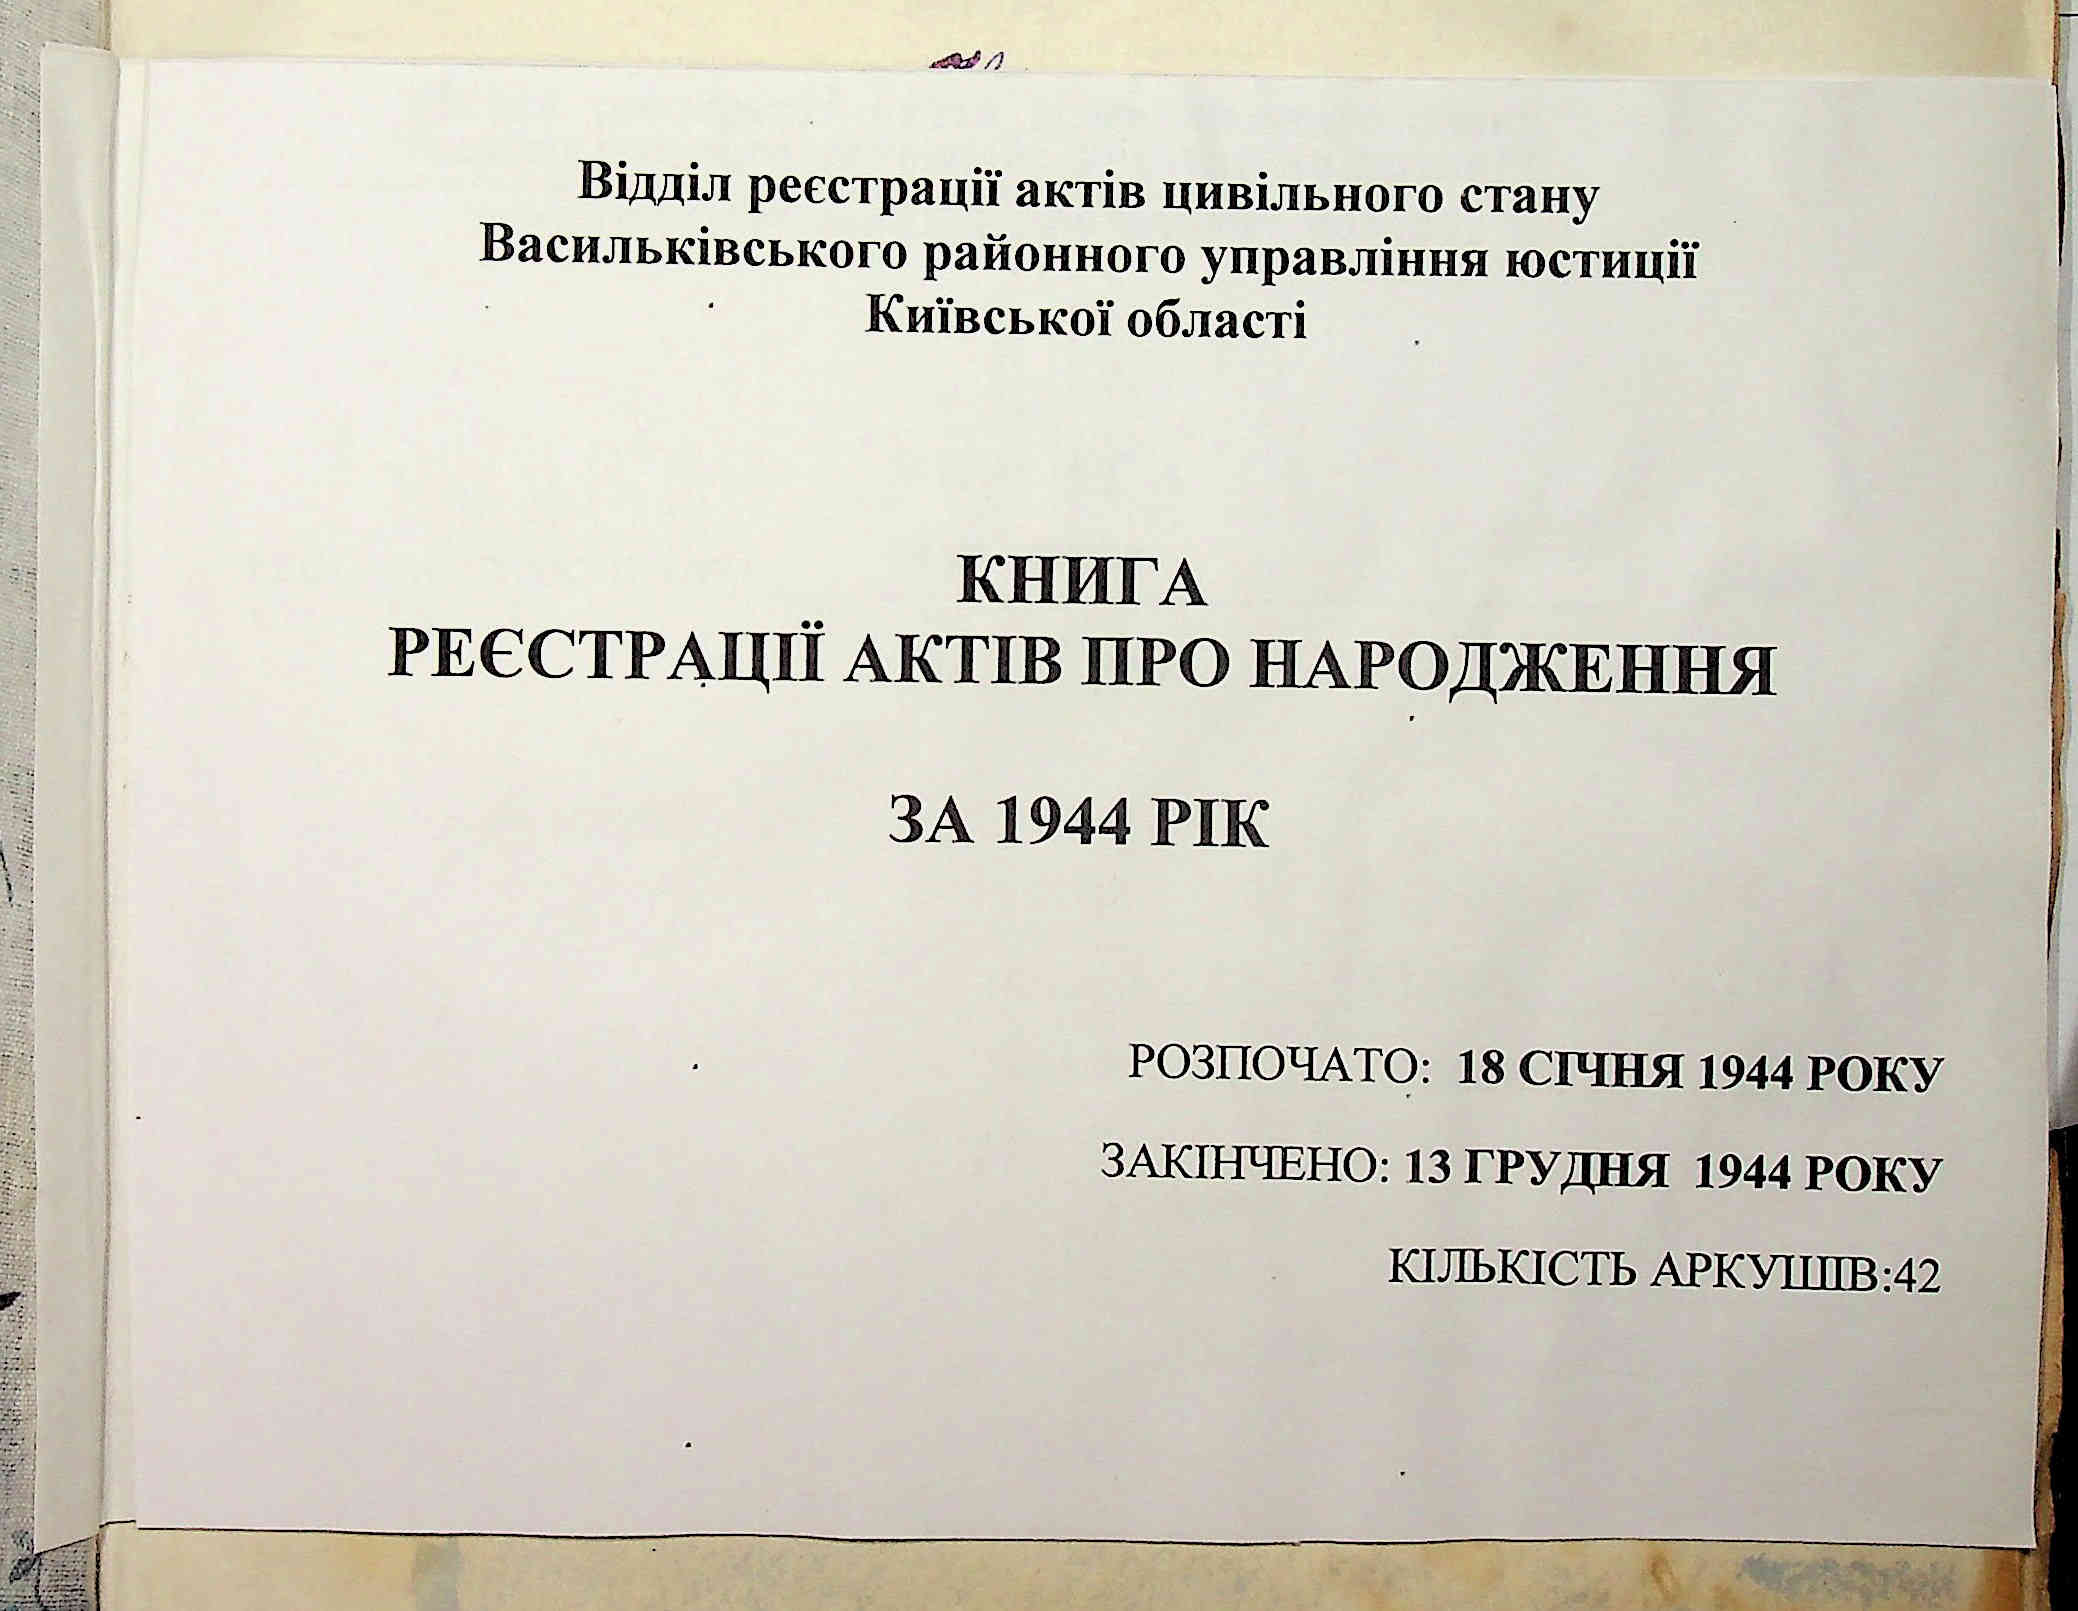 Відділ реєстрації актів цивільного стану
Васильківського районного управління юстиції
Київської області
КНИГА
РЕЄСТРАЦІЇ АКТІВ ПРО НАРОДЖЕННЯ
ЗА 1944 РІК
РОЗПОЧАТО: 18 СІЧНЯ 1944 РОКУ
ЗАКІНЧЕНО: 13 ГРУДНЯ 1944 РОКУ
КІЛЬКІСТЬ АРКУШІВ:42